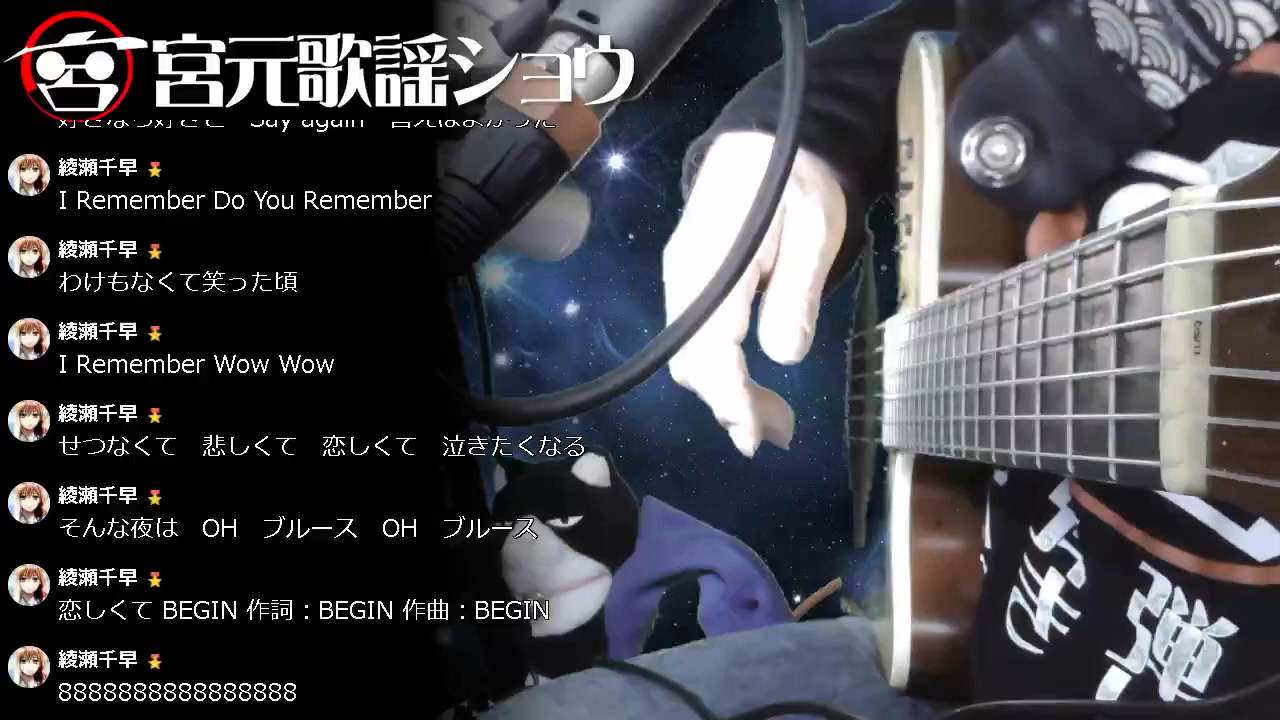 宮元歌謡ショウ
綾瀬千早
I Remember Do You Remember
綾瀬千早
わけもなくて笑った頃
綾瀬千早
I Remember Wow Wow
綾瀬千早
せつなくて　悲しくて　恋しくて　泣きたくなる
綾瀬千早
そんな夜は　OH　ブルース　OH　ブルース
綾瀬千早
恋しくて BEGIN 作詞：BEGIN 作曲：BEGIN
綾瀬千早
8888888888888888
弾
き